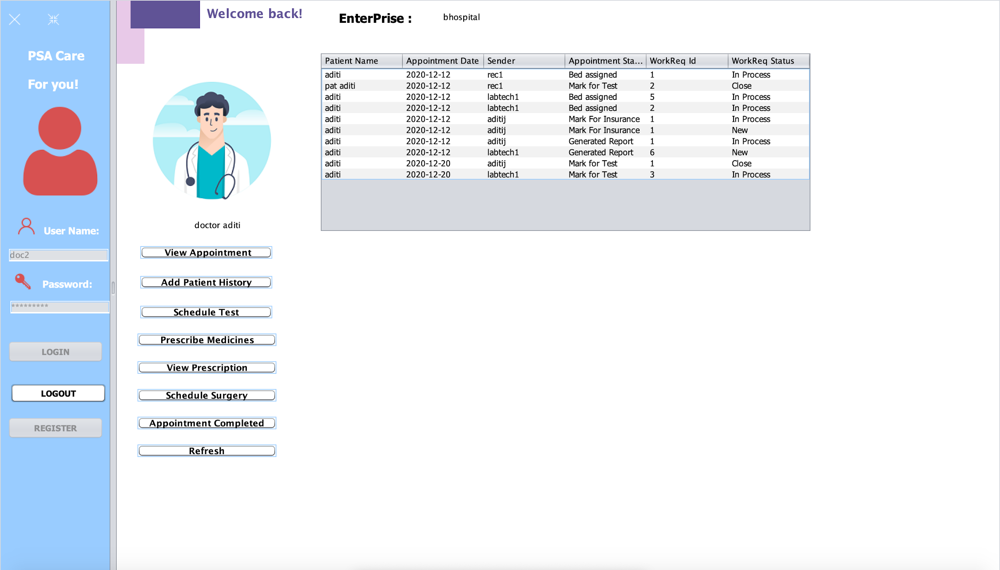 PSA Care
For you!
User Name:
doc2
Password:
*********
LOGIN
LOGOUT
REGISTER
Welcome back!
EnterPrise : bhospital
doctor aditi
View Appointment
Add Patient History
Schedule Test
Prescribe Medicines
View Prescription
Schedule Surgery
Appointment Completed
Refresh
Patient Name Appointment Date Sender Appointment Sta... WorkReq Id WorkReq Status
aditi 2020-12-12 rec1 Bed assigned 1 In Process
pat aditi 2020-12-12 rec1 Mark for Test 2 Close
aditi 2020-12-12 labtech1 Bed assigned 5 In Process
aditi 2020-12-12 labtech1 Bed assigned 2 In Process
aditi 2020-12-12 aditij Mark For Insurance 1 In Process
aditi 2020-12-12 aditij Mark For Insurance 1 New
aditi 2020-12-12 aditij Generated Report 1 In Process
aditi 2020-12-12 labtech1 Generated Report 6 New
aditi 2020-12-20 aditij Mark for Test 1 Close
aditi 2020-12-20 labtech1 Mark for Test 3 In Process